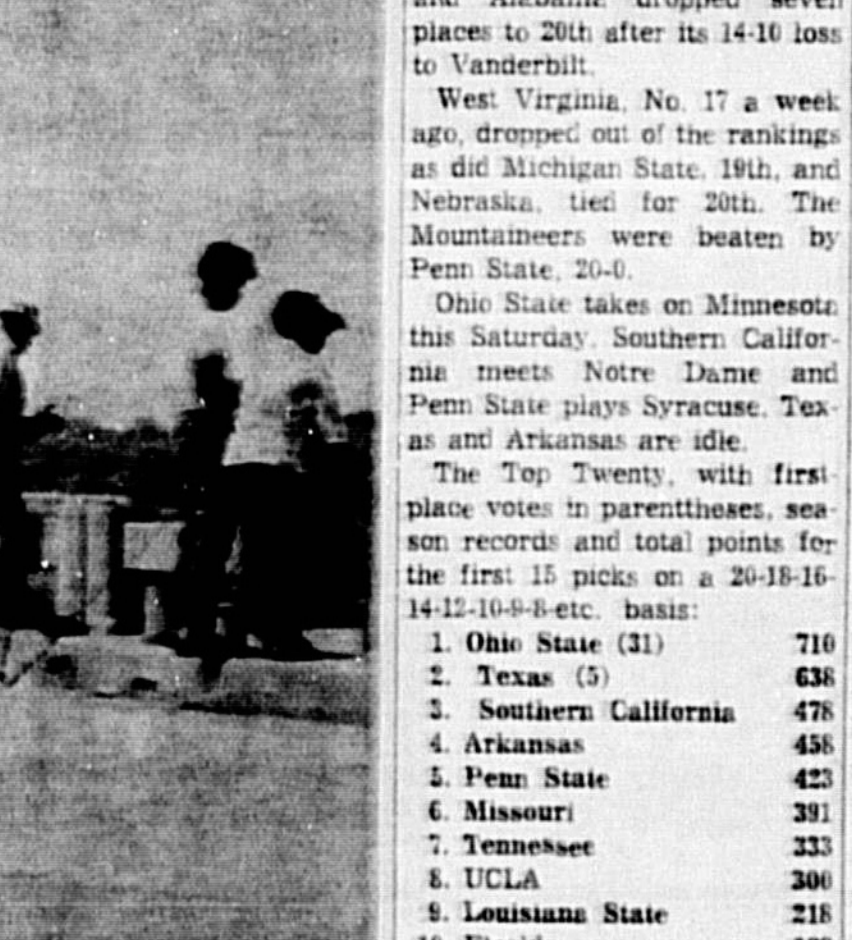 and Alabama dropped seven
places to 20th after its 14-10 loss
to Vanderbilt.
West Virginia, No. 17 a week
ago, dropped out of the rankings
as did Michigan State, 19th, and
Nebraska, tied for 20th. The
Mountaineers were beaten by
Penn State, 20-0.
Ohio State takes on Minnesota
this Saturday. Southern Califor-
nia meets Notre Dame and
Penn State plays Syracuse. Tex-
as and Arkansas are idle.
The Top Twenty, with first-
place votes in parenttheses, sea-
son records and total points for
the first 15 picks on a 20-18-16-
14-12-10-9-8-etc. basis:
1. Ohio State (31) 710
2. Texas (5) 638
3. Southern California 478
4. Arkansas 458
5. Penn State 423
6. Missouri 391
7. Tennessee 333
8. UCLA 300
9. Louisiana State 218
10.